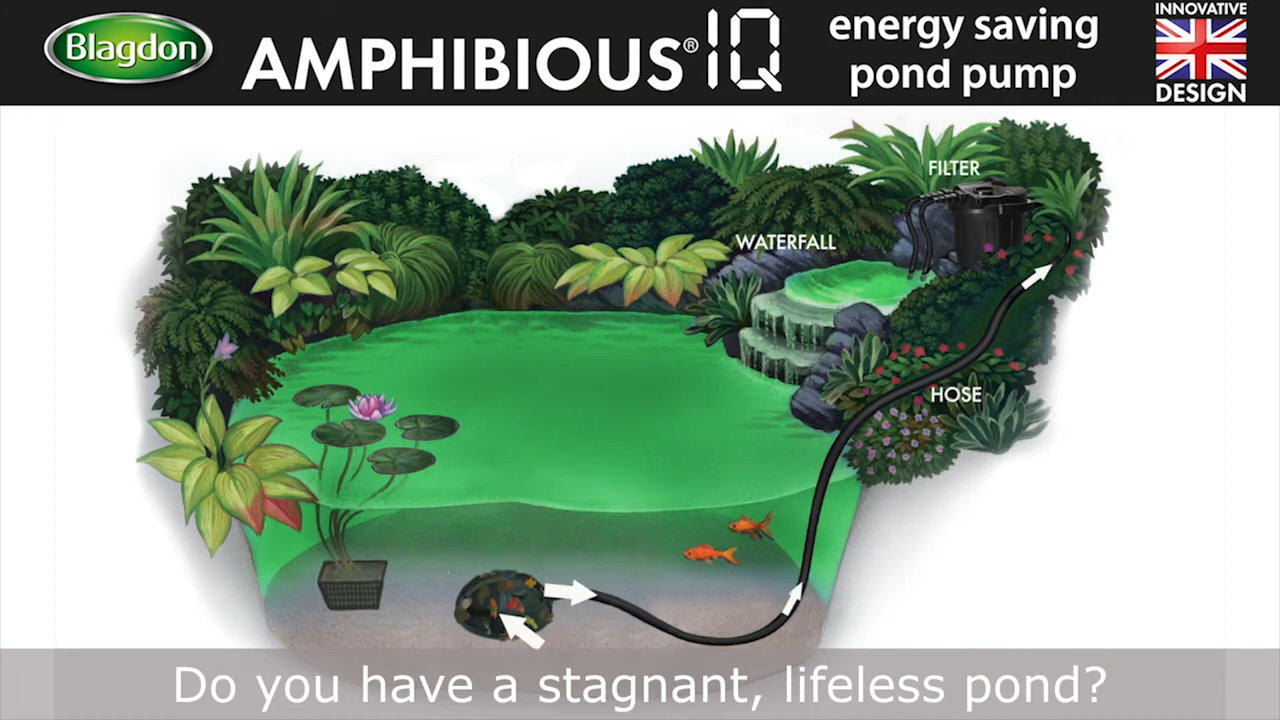 Blagdon
AMPHIBIOUS® IQ
energy saving
pond pump
INNOVATIVE
DESIGN
FILTER
WATERFALL
HOSE
Do you have a stagnant, lifeless pond?